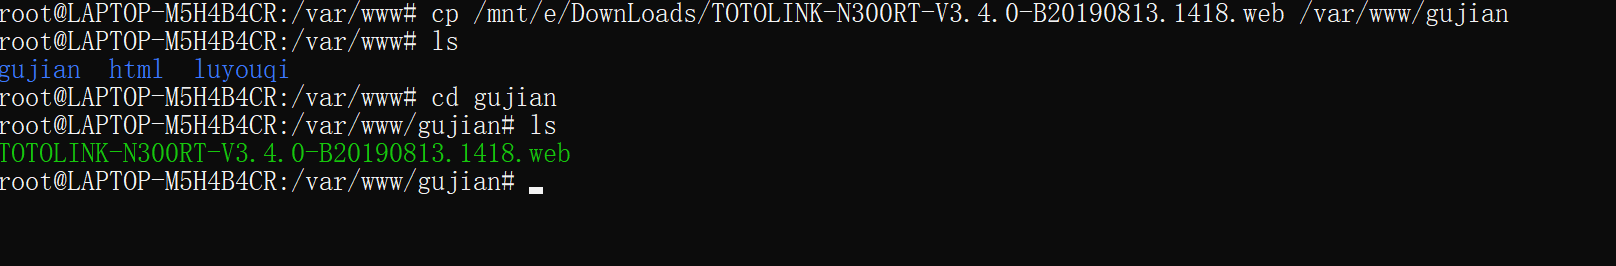 root@LAPTOP-M5H4B4CR:/var/www# cp /mnt/e/DownLoads/TOTOLINK-N300RT-V3.4.0-B20190813.1418.web /var/www/gujian
root@LAPTOP-M5H4B4CR:/var/www# ls
gujian  html  luyouqi
root@LAPTOP-M5H4B4CR:/var/www# cd gujian
root@LAPTOP-M5H4B4CR:/var/www/gujian# ls
TOTOLINK-N300RT-V3.4.0-B20190813.1418.web
root@LAPTOP-M5H4B4CR:/var/www/gujian#